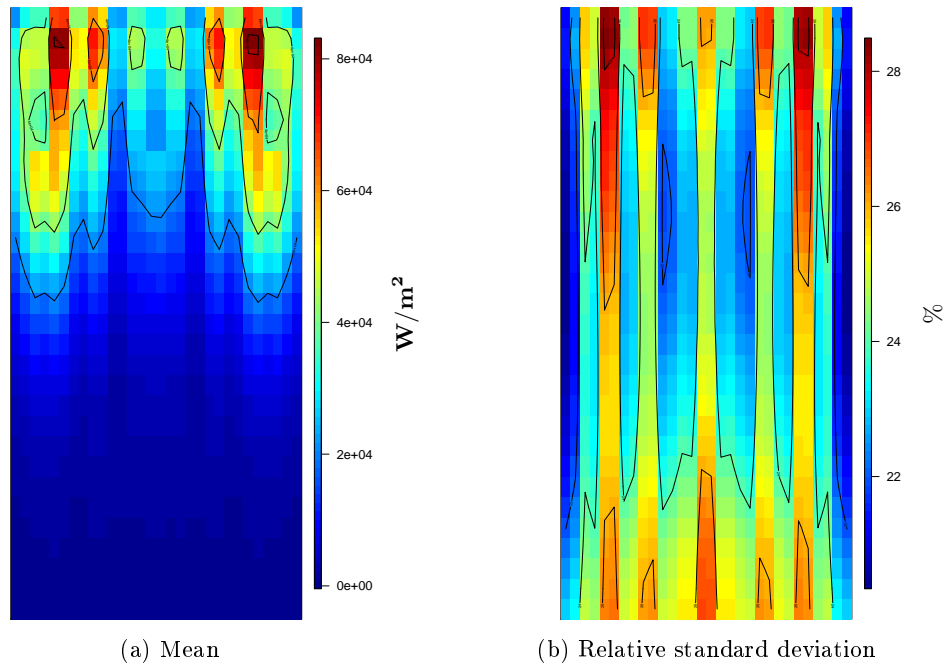 8e+04
6e+04
4e+04
2e+04
0e+00
W/m²
28
26
24
22
%
(a) Mean
(b) Relative standard deviation